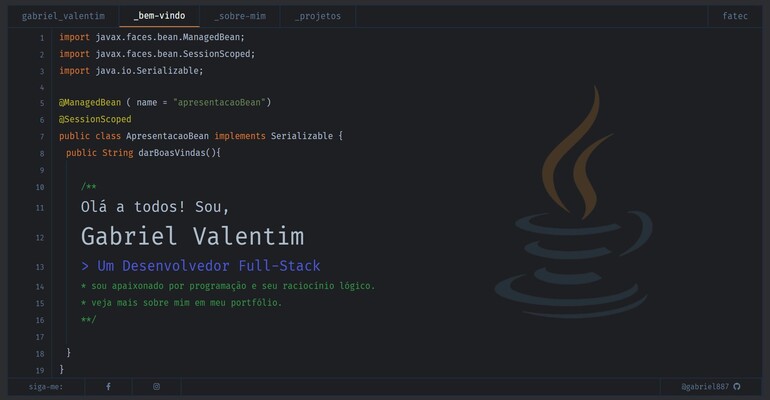 gabriel_valentim _bem-vindo _sobre-mim _projetos fatec
1 import javax.faces.bean.ManagedBean;
2 import javax.faces.bean.SessionScoped;
3 import java.io.Serializable;
4
5 @ManagedBean ( name = "apresentacaoBean")
6 @SessionScoped
7 public class ApresentacaoBean implements Serializable {
8 public String darBoasVindas(){
9
10 /**
11 Olá a todos! Sou,
12 Gabriel Valentim
13 > Um Desenvolvedor Full-Stack
14 * sou apaixonado por programação e seu raciocínio lógico.
15 * veja mais sobre mim em meu portfólio.
16 **/
17
18 }
19 }
siga-me: @gabriel887